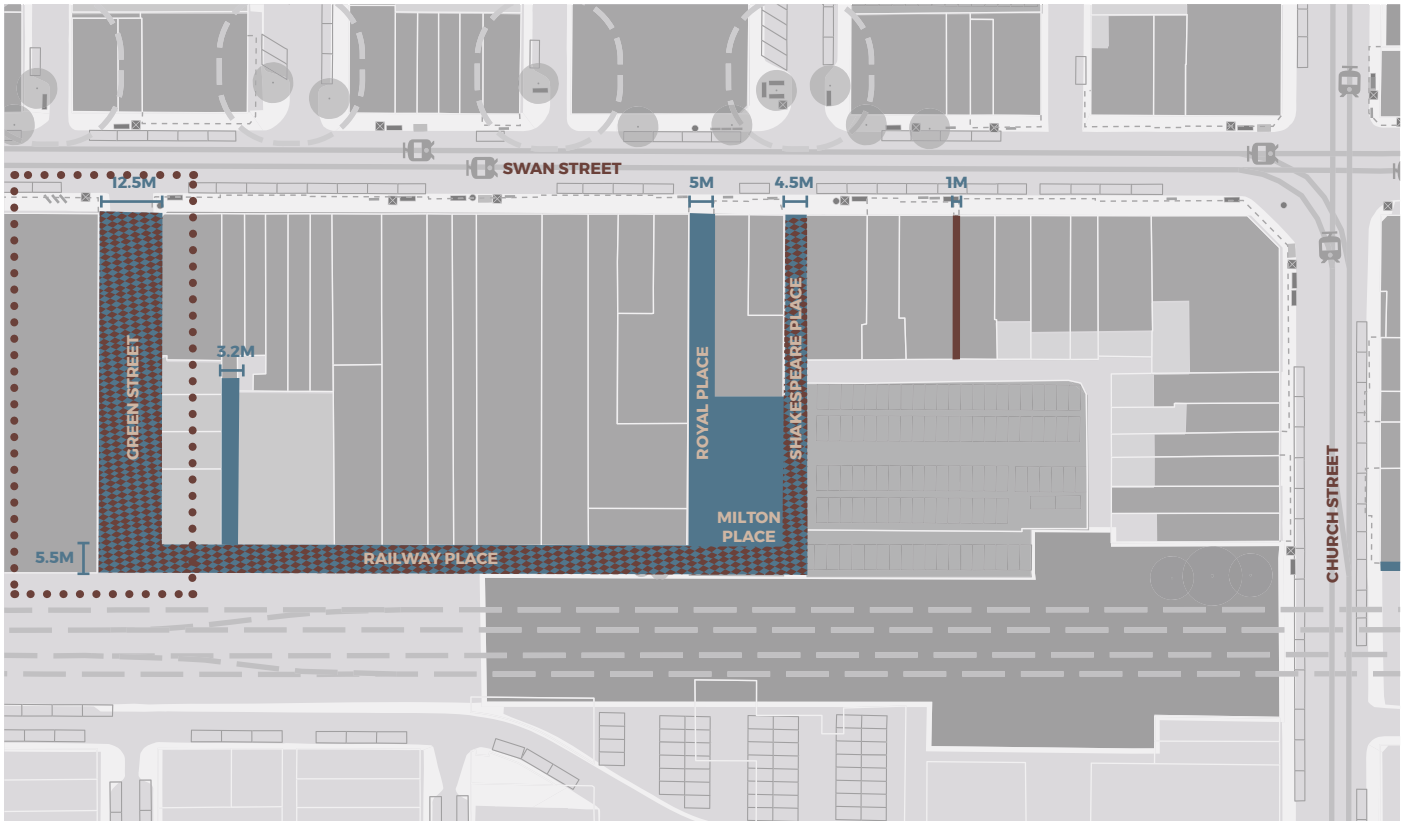 SWAN STREET
12.5M
5M
4.5M
1M
3.2M
GREEN STREET
ROYAL PLACE
SHAKESPEARE PLACE
MILTON
PLACE
5.5M
RAILWAY PLACE
CHURCH STREET